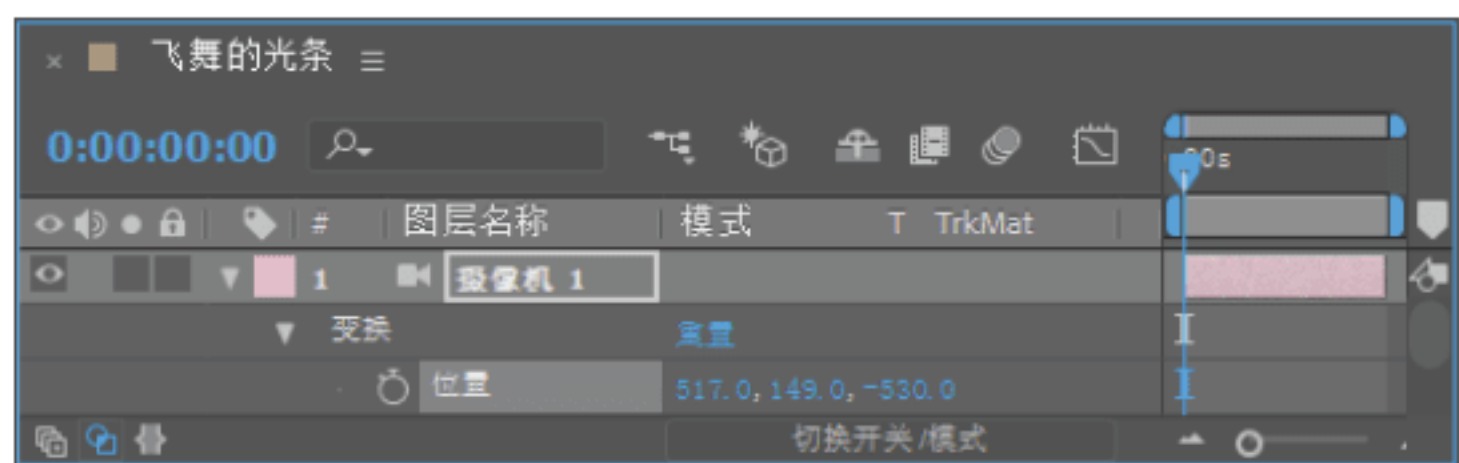 × 飞舞的光条 ≡
0:00:00:00
00s
# 图层名称 模式 T TrkMat
1 摄像机 1
变换 重置
位置 517.0, 149.0, -530.0
切换开关/模式